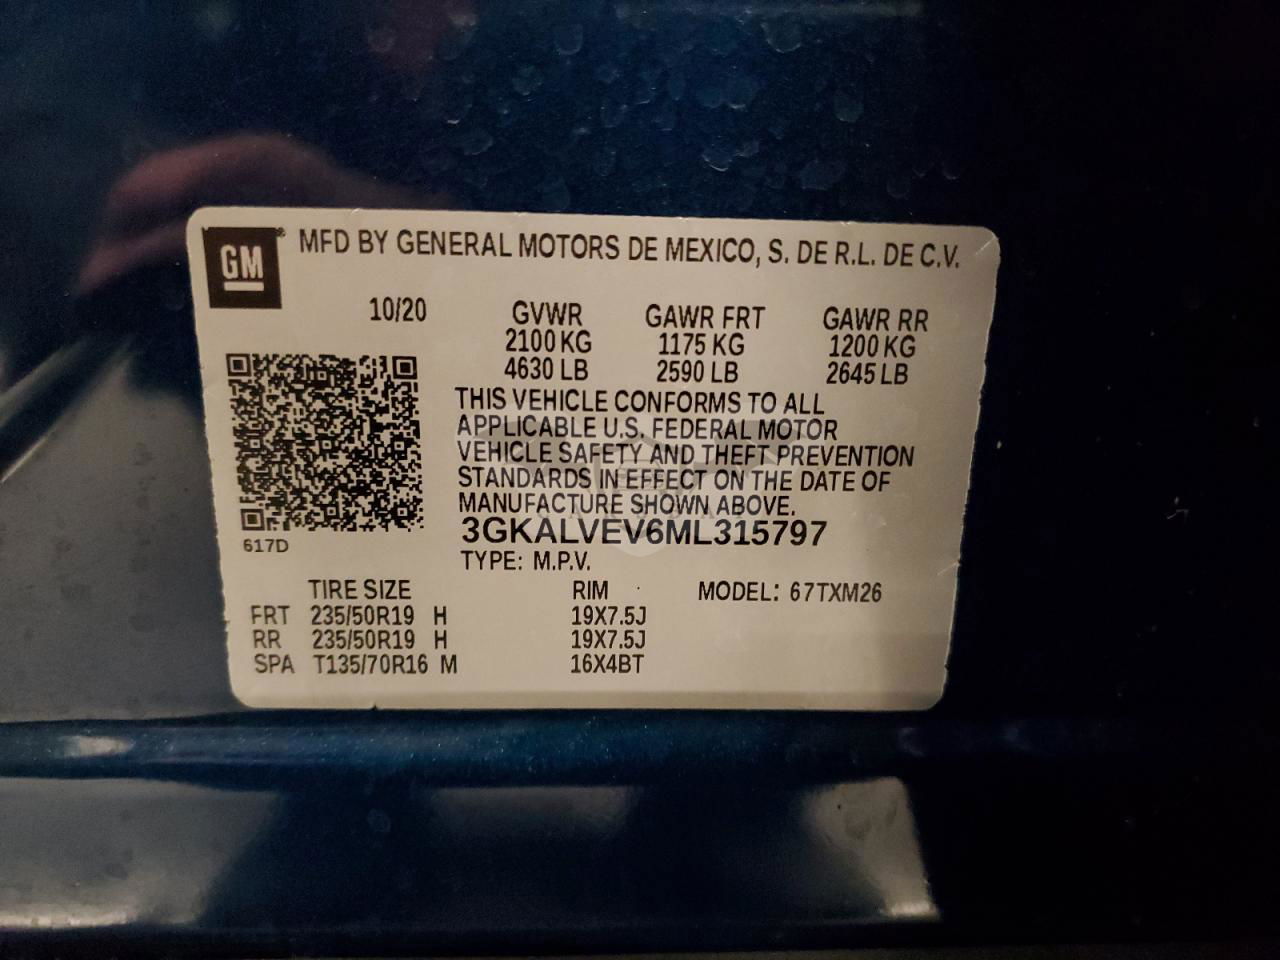 GM MFD BY GENERAL MOTORS DE MEXICO, S. DE R.L. DE C.V.
10/20 GVWR GAWR FRT GAWR RR
2100 KG 1175 KG 1200 KG
4630 LB 2590 LB 2645 LB
THIS VEHICLE CONFORMS TO ALL
APPLICABLE U.S. FEDERAL MOTOR
VEHICLE SAFETY AND THEFT PREVENTION
STANDARDS IN EFFECT ON THE DATE OF
MANUFACTURE SHOWN ABOVE.
3GKALVEV6ML315797
617D
TYPE: M.P.V.
TIRE SIZE RIM MODEL: 67TXM26
FRT 235/50R19 H 19X7.5J
RR 235/50R19 H 19X7.5J
SPA T135/70R16 M 16X4BT